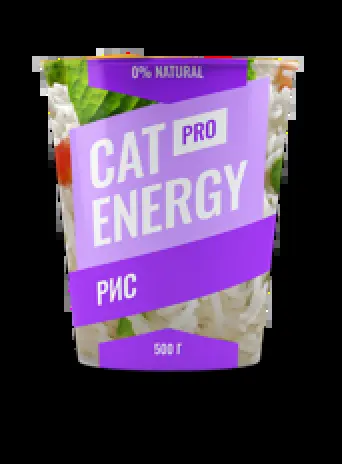 0% NATURAL
CAT PRO
ENERGY
РИС
500 Г